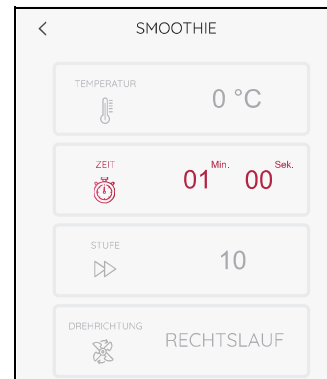 SMOOTHIE
TEMPERATUR
0 °C
ZEIT
01 Min. 00 Sek.
STUFE
10
DREHRICHTUNG
RECHTSLAUF